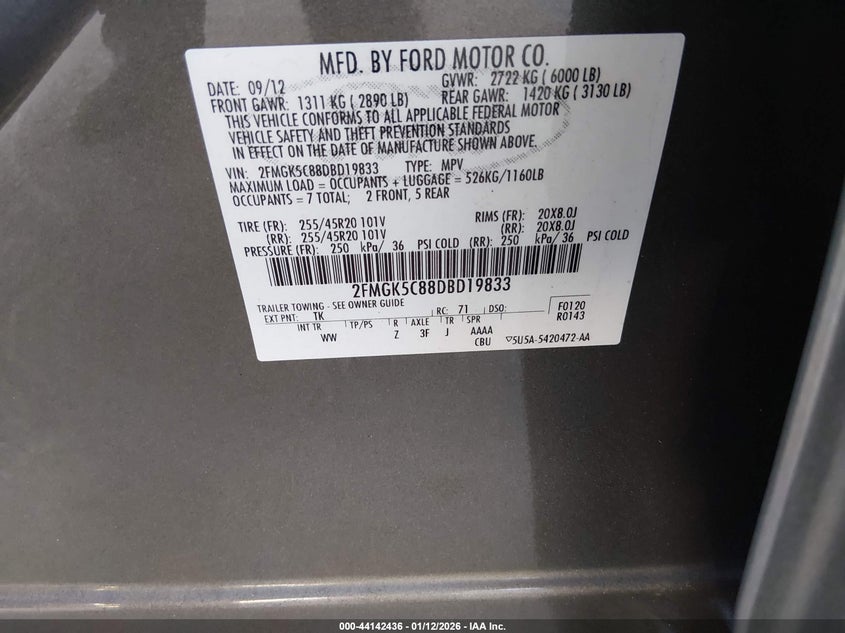 MFD. BY FORD MOTOR CO.
DATE: 09/12 GVWR: 2722 KG ( 6000 LB)
FRONT GAWR: 1311 KG ( 2890 LB) REAR GAWR: 1420 KG ( 3130 LB)
THIS VEHICLE CONFORMS TO ALL APPLICABLE FEDERAL MOTOR
VEHICLE SAFETY AND THEFT PREVENTION STANDARDS
IN EFFECT ON THE DATE OF MANUFACTURE SHOWN ABOVE.
VIN: 2FMGK5C88DBD19833 TYPE: MPV
MAXIMUM LOAD = OCCUPANTS + LUGGAGE = 526KG/1160LB
OCCUPANTS = 7 TOTAL; 2 FRONT, 5 REAR
TIRE (FR): 255/45R20 101V RIMS (FR): 20X8.0J
(RR): 255/45R20 101V (RR): 20X8.0J
PRESSURE (FR): 250 kPa/ 36 PSI COLD (RR): 250 kPa/ 36 PSI COLD
2FMGK5C88DBD19833
TRAILER TOWING - SEE OWNER GUIDE
EXT PNT: TK RC: 71 DSO: F0120
R0143
INT TR TP/PS R AXLE TR SPR
WW Z 3F J AAAA
CBU 5U5A-5420472-AA
000-44142436 - 01/12/2026 - IAA Inc.